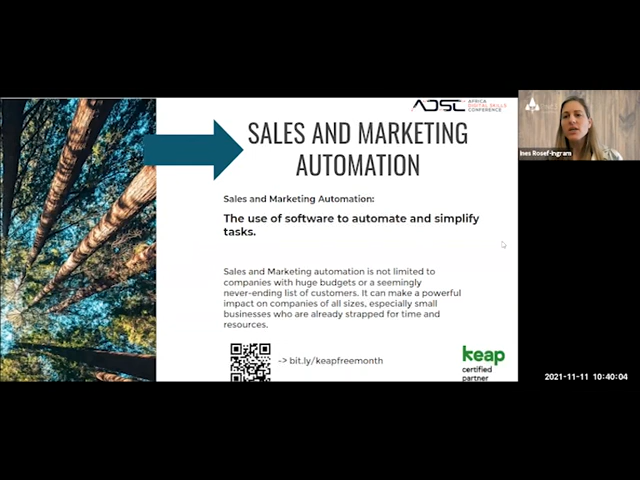 ADSC AFRICA
DIGITAL SKILLS
CONFERENCE
SALES AND MARKETING
AUTOMATION
Sales and Marketing Automation:
The use of software to automate and simplify
tasks.
Sales and Marketing automation is not limited to
companies with huge budgets or a seemingly
never-ending list of customers. It can make a powerful
impact on companies of all sizes, especially small
businesses who are already strapped for time and
resources.
-> bit.ly/keapfreemonth
keap
certified
partner
Ines Rosef-Ingram
2021-11-11 10:40:04